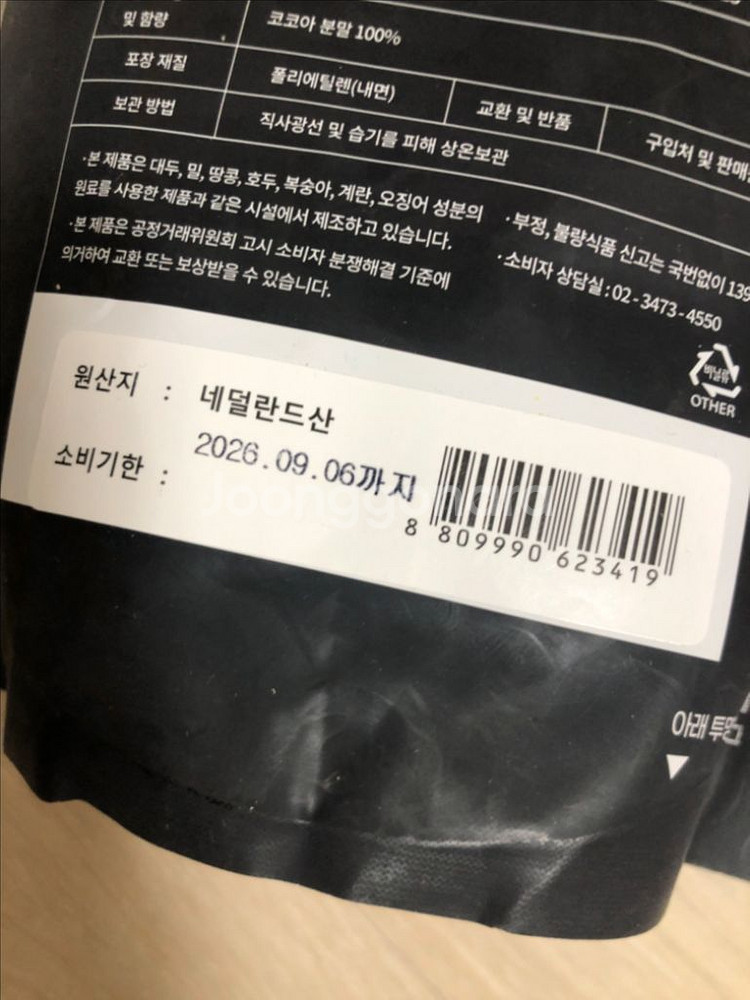 및 함량 코코아 분말 100%
포장 재질 폴리에틸렌(내면) 교환 및 반품 구입처 및 판매
보관 방법 직사광선 및 습기를 피해 상온보관
·본 제품은 대두, 밀, 땅콩, 호두, 복숭아, 계란, 오징어 성분의
원료를 사용한 제품과 같은 시설에서 제조하고 있습니다.
·본 제품은 공정거래위원회 고시 소비자 분쟁해결 기준에
의거하여 교환 또는 보상받을 수 있습니다.
·부정, 불량식품 신고는 국번없이 139
·소비자 상담실 : 02-3473-4550
비닐류
OTHER
원산지 : 네덜란드산
소비기한 : 2026.09.06까지
Joonggonara
8 809990 623419
아래 투명